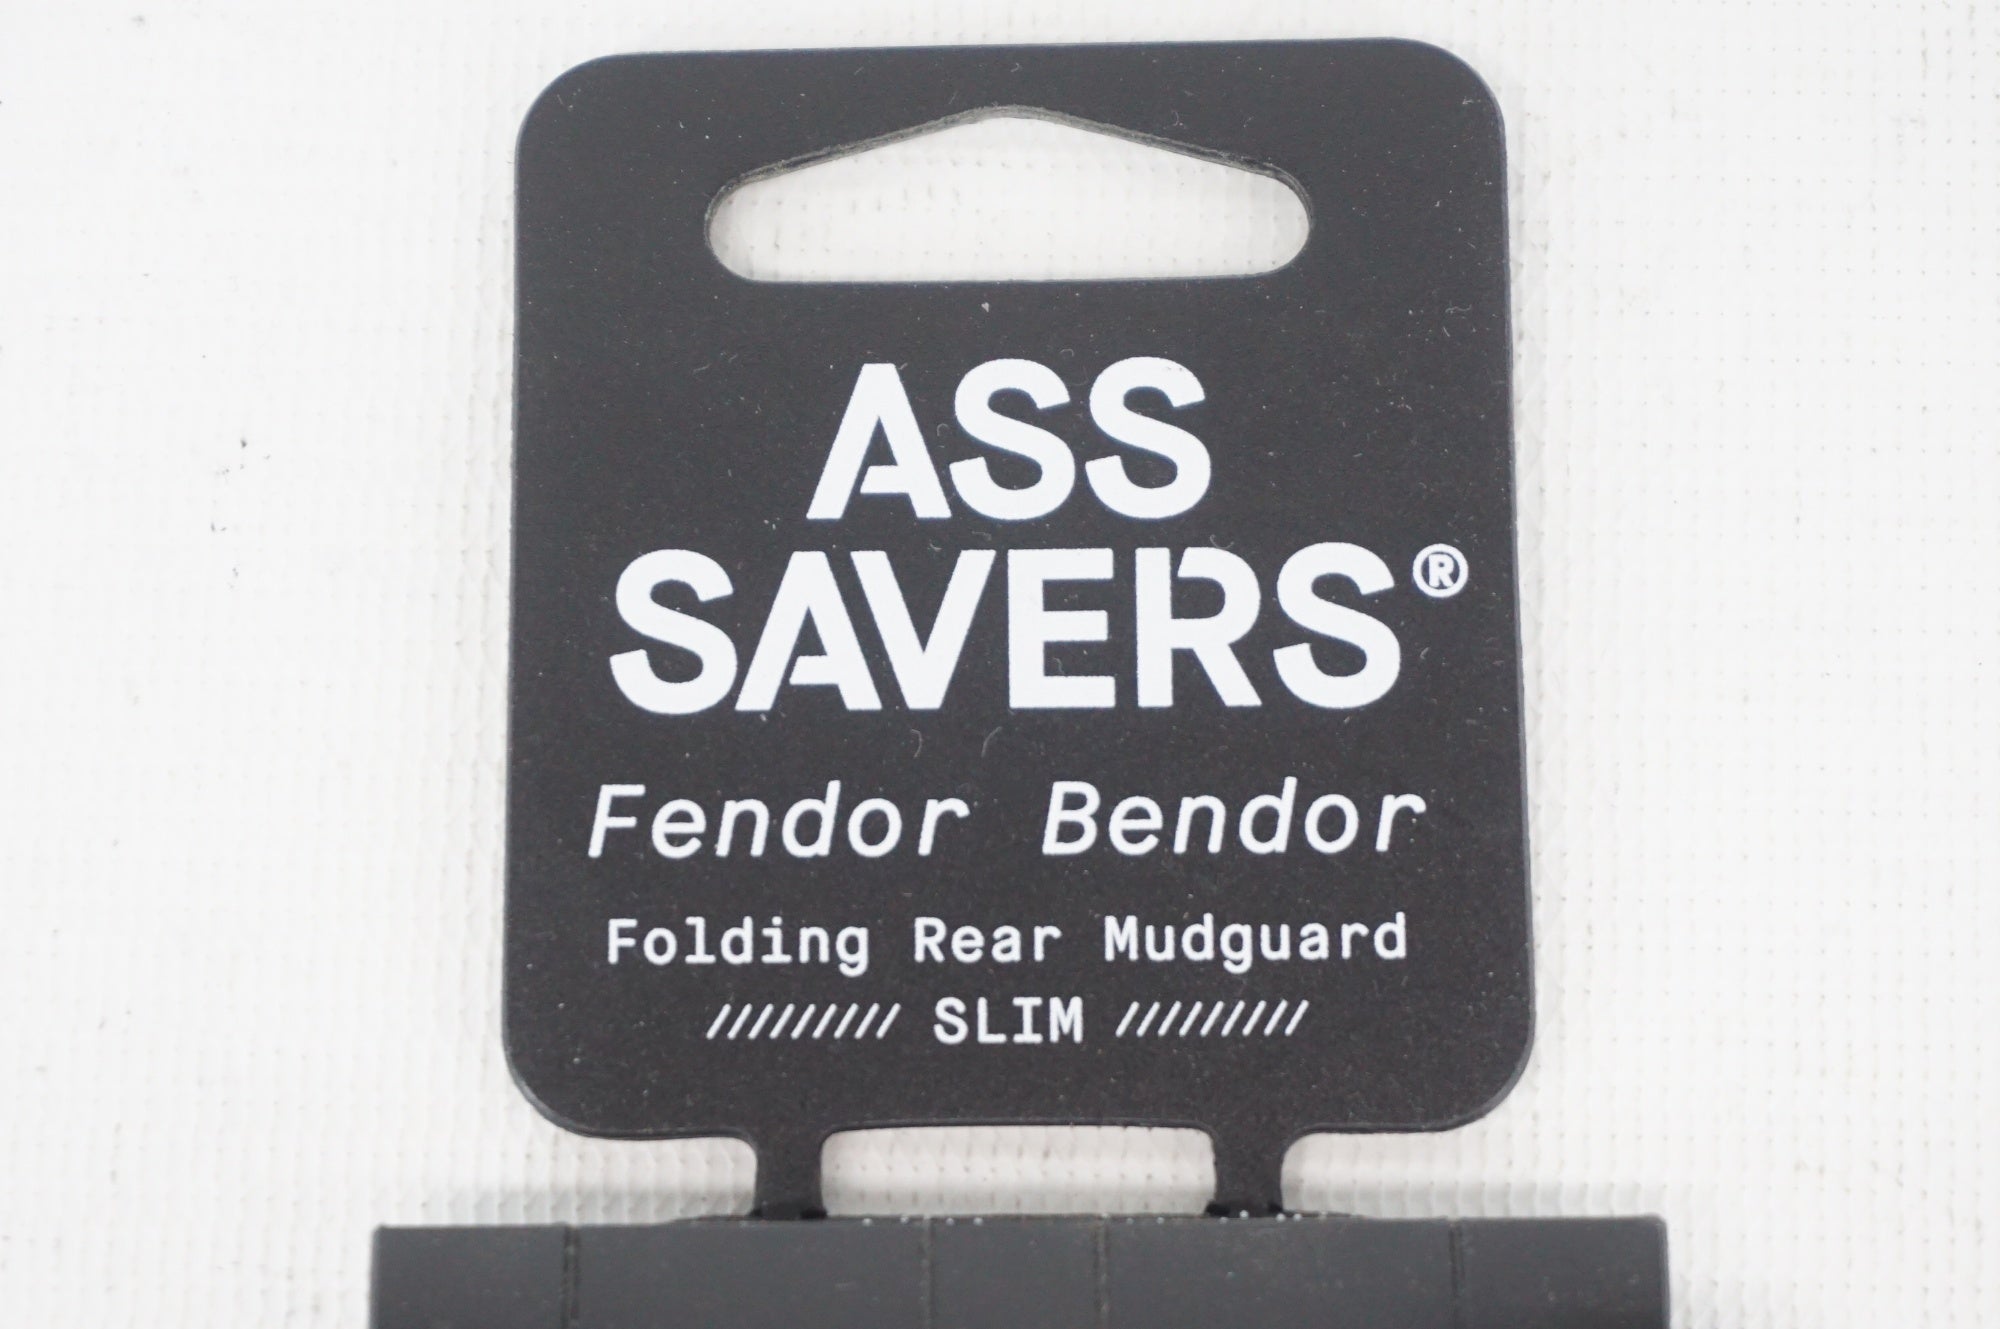 ASS
SAVERS®
Fendor Bendor
Folding Rear Mudguard
///////// SLIM /////////